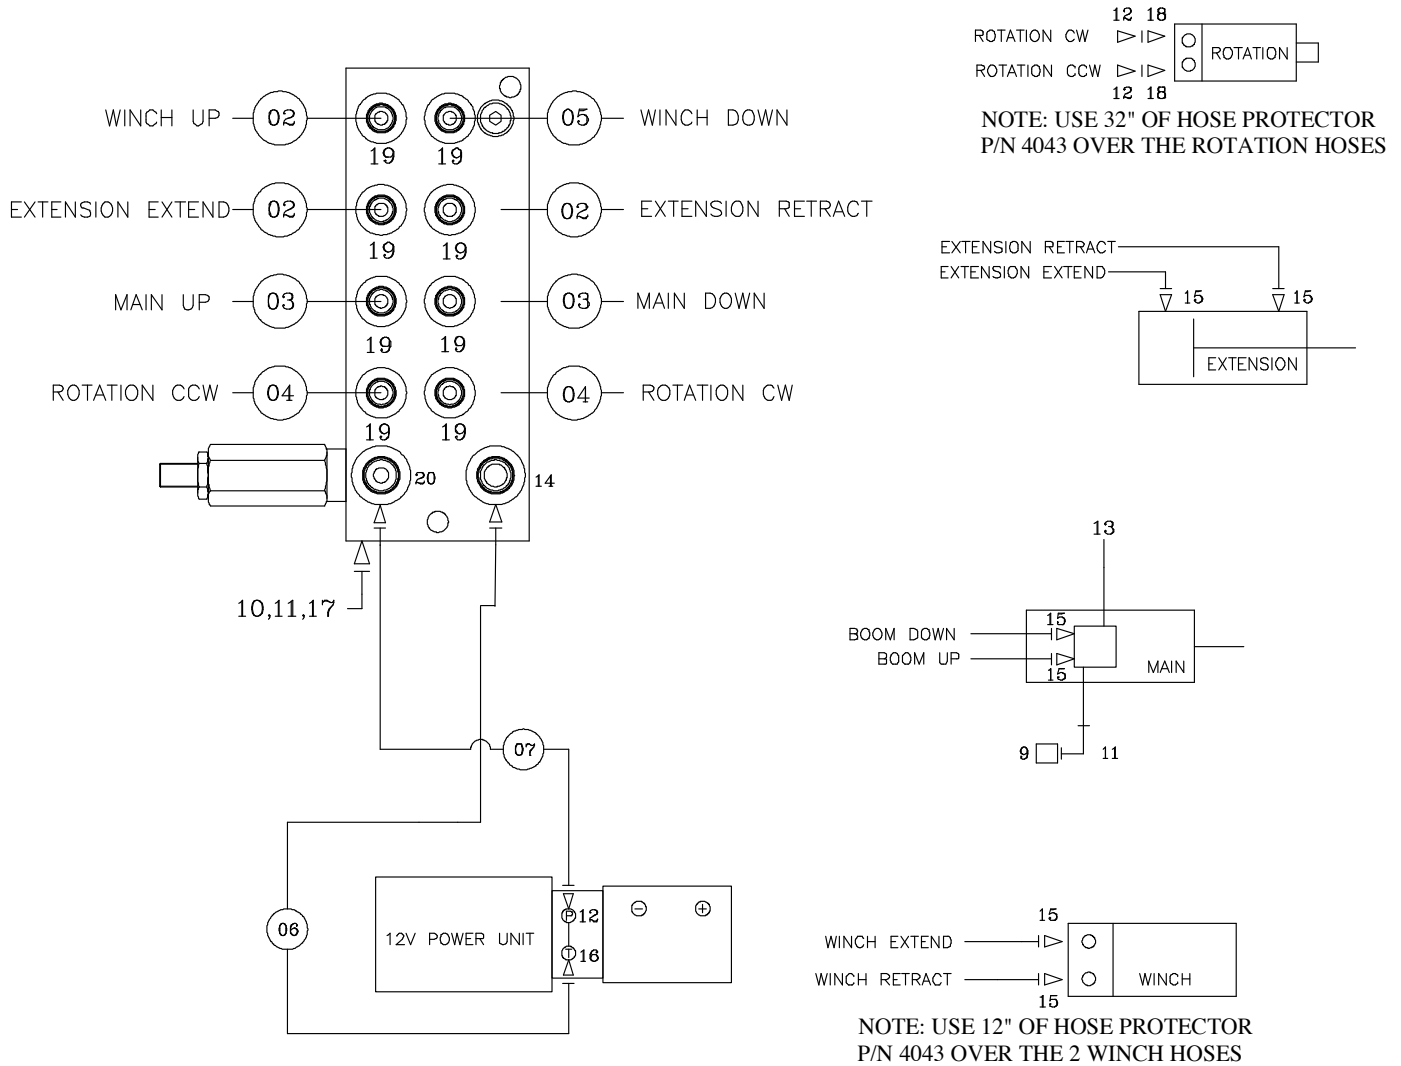 WINCH UP 02 05 WINCH DOWN
19 19
EXTENSION EXTEND 02 02 EXTENSION RETRACT
19 19
MAIN UP 03 03 MAIN DOWN
19 19
ROTATION CCW 04 04 ROTATION CW
19 19
20 14
10,11,17
07
06
12V POWER UNIT
P 12
T 16
12 18
ROTATION CW
ROTATION
ROTATION CCW
12 18
NOTE: USE 32" OF HOSE PROTECTOR
P/N 4043 OVER THE ROTATION HOSES
EXTENSION RETRACT
EXTENSION EXTEND
15 15
EXTENSION
13
15
BOOM DOWN
BOOM UP
MAIN
15
9 11
15
WINCH EXTEND
WINCH RETRACT
WINCH
15
NOTE: USE 12" OF HOSE PROTECTOR
P/N 4043 OVER THE 2 WINCH HOSES